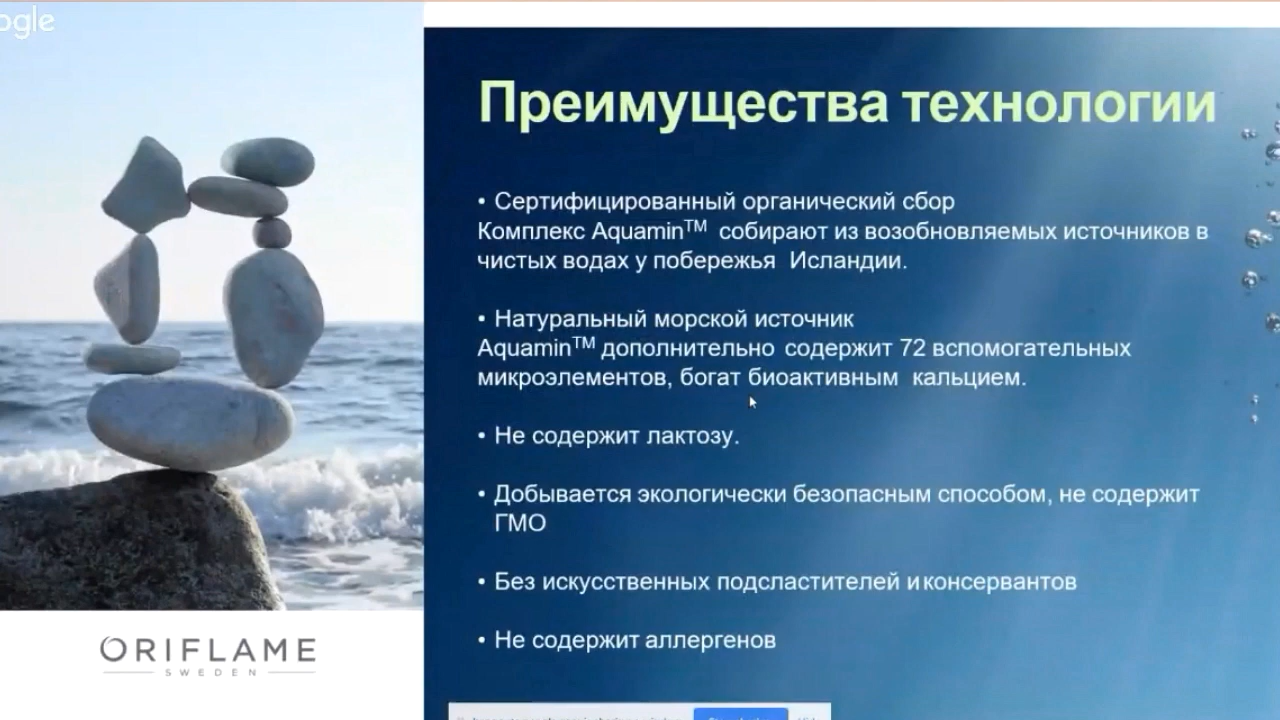 ogle
Преимущества технологии
• Сертифицированный органический сбор
Комплекс Aquamin™ собирают из возобновляемых источников в
чистых водах у побережья Исландии.
• Натуральный морской источник
Aquamin™ дополнительно содержит 72 вспомогательных
микроэлементов, богат биоактивным кальцием.
• Не содержит лактозу.
• Добывается экологически безопасным способом, не содержит
ГМО
• Без искусственных подсластителей и консервантов
• Не содержит аллергенов
ORIFLAME
SWEDEN